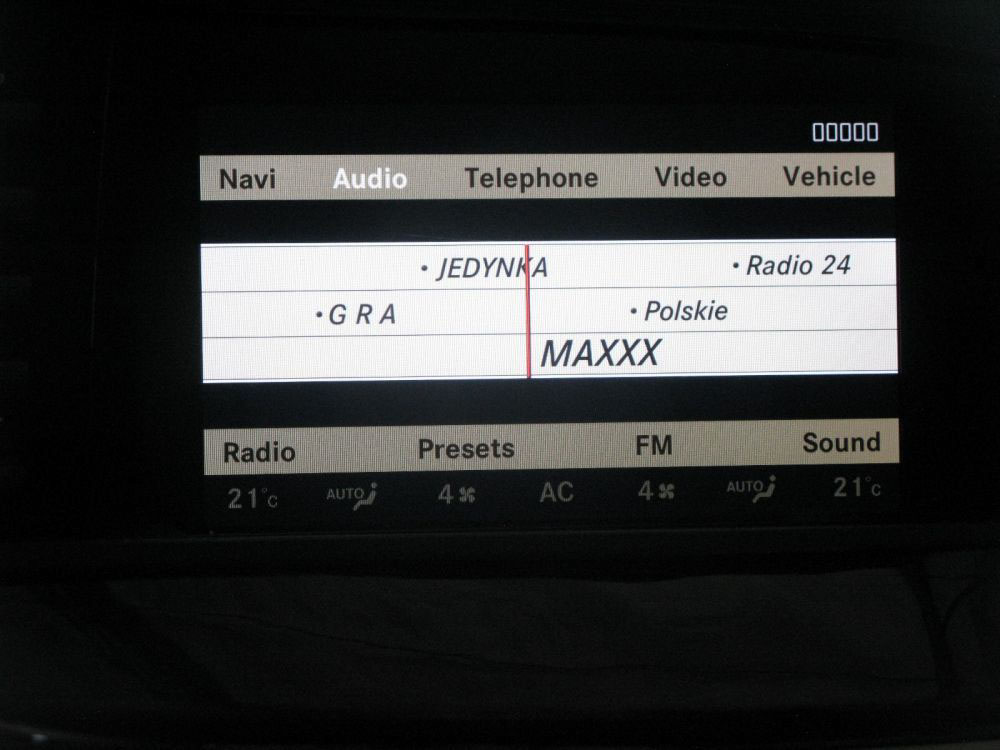 Navi Audio Telephone Video Vehicle
• JEDYNKA • Radio 24
• G R A • Polskie
MAXXX
Radio Presets FM Sound
21°C AUTO 4 AC 4 AUTO 21°C